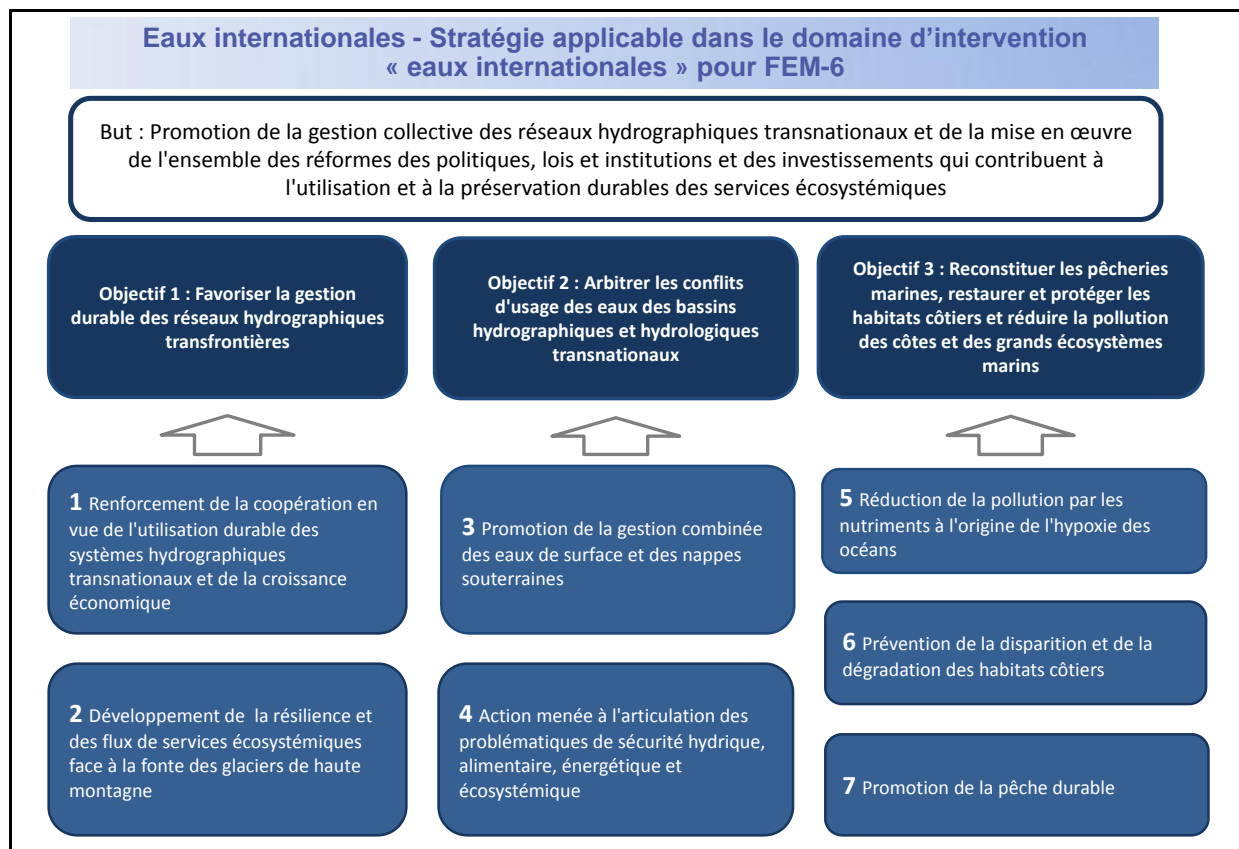 Eaux internationales - Stratégie applicable dans le domaine d’intervention
« eaux internationales » pour FEM-6
But : Promotion de la gestion collective des réseaux hydrographiques transnationaux et de la mise en œuvre
de l'ensemble des réformes des politiques, lois et institutions et des investissements qui contribuent à
l'utilisation et à la préservation durables des services écosystémiques
Objectif 1 : Favoriser la gestion
durable des réseaux hydrographiques
transfrontières
Objectif 2 : Arbitrer les conflits
d'usage des eaux des bassins
hydrographiques et hydrologiques
transnationaux
Objectif 3 : Reconstituer les pêcheries
marines, restaurer et protéger les
habitats côtiers et réduire la pollution
des côtes et des grands écosystèmes
marins
1 Renforcement de la coopération en
vue de l'utilisation durable des
systèmes hydrographiques
transnationaux et de la croissance
économique
2 Développement de la résilience et
des flux de services écosystémiques
face à la fonte des glaciers de haute
montagne
3 Promotion de la gestion combinée
des eaux de surface et des nappes
souterraines
4 Action menée à l'articulation des
problématiques de sécurité hydrique,
alimentaire, énergétique et
écosystémique
5 Réduction de la pollution par les
nutriments à l'origine de l'hypoxie des
océans
6 Prévention de la disparition et de la
dégradation des habitats côtiers
7 Promotion de la pêche durable